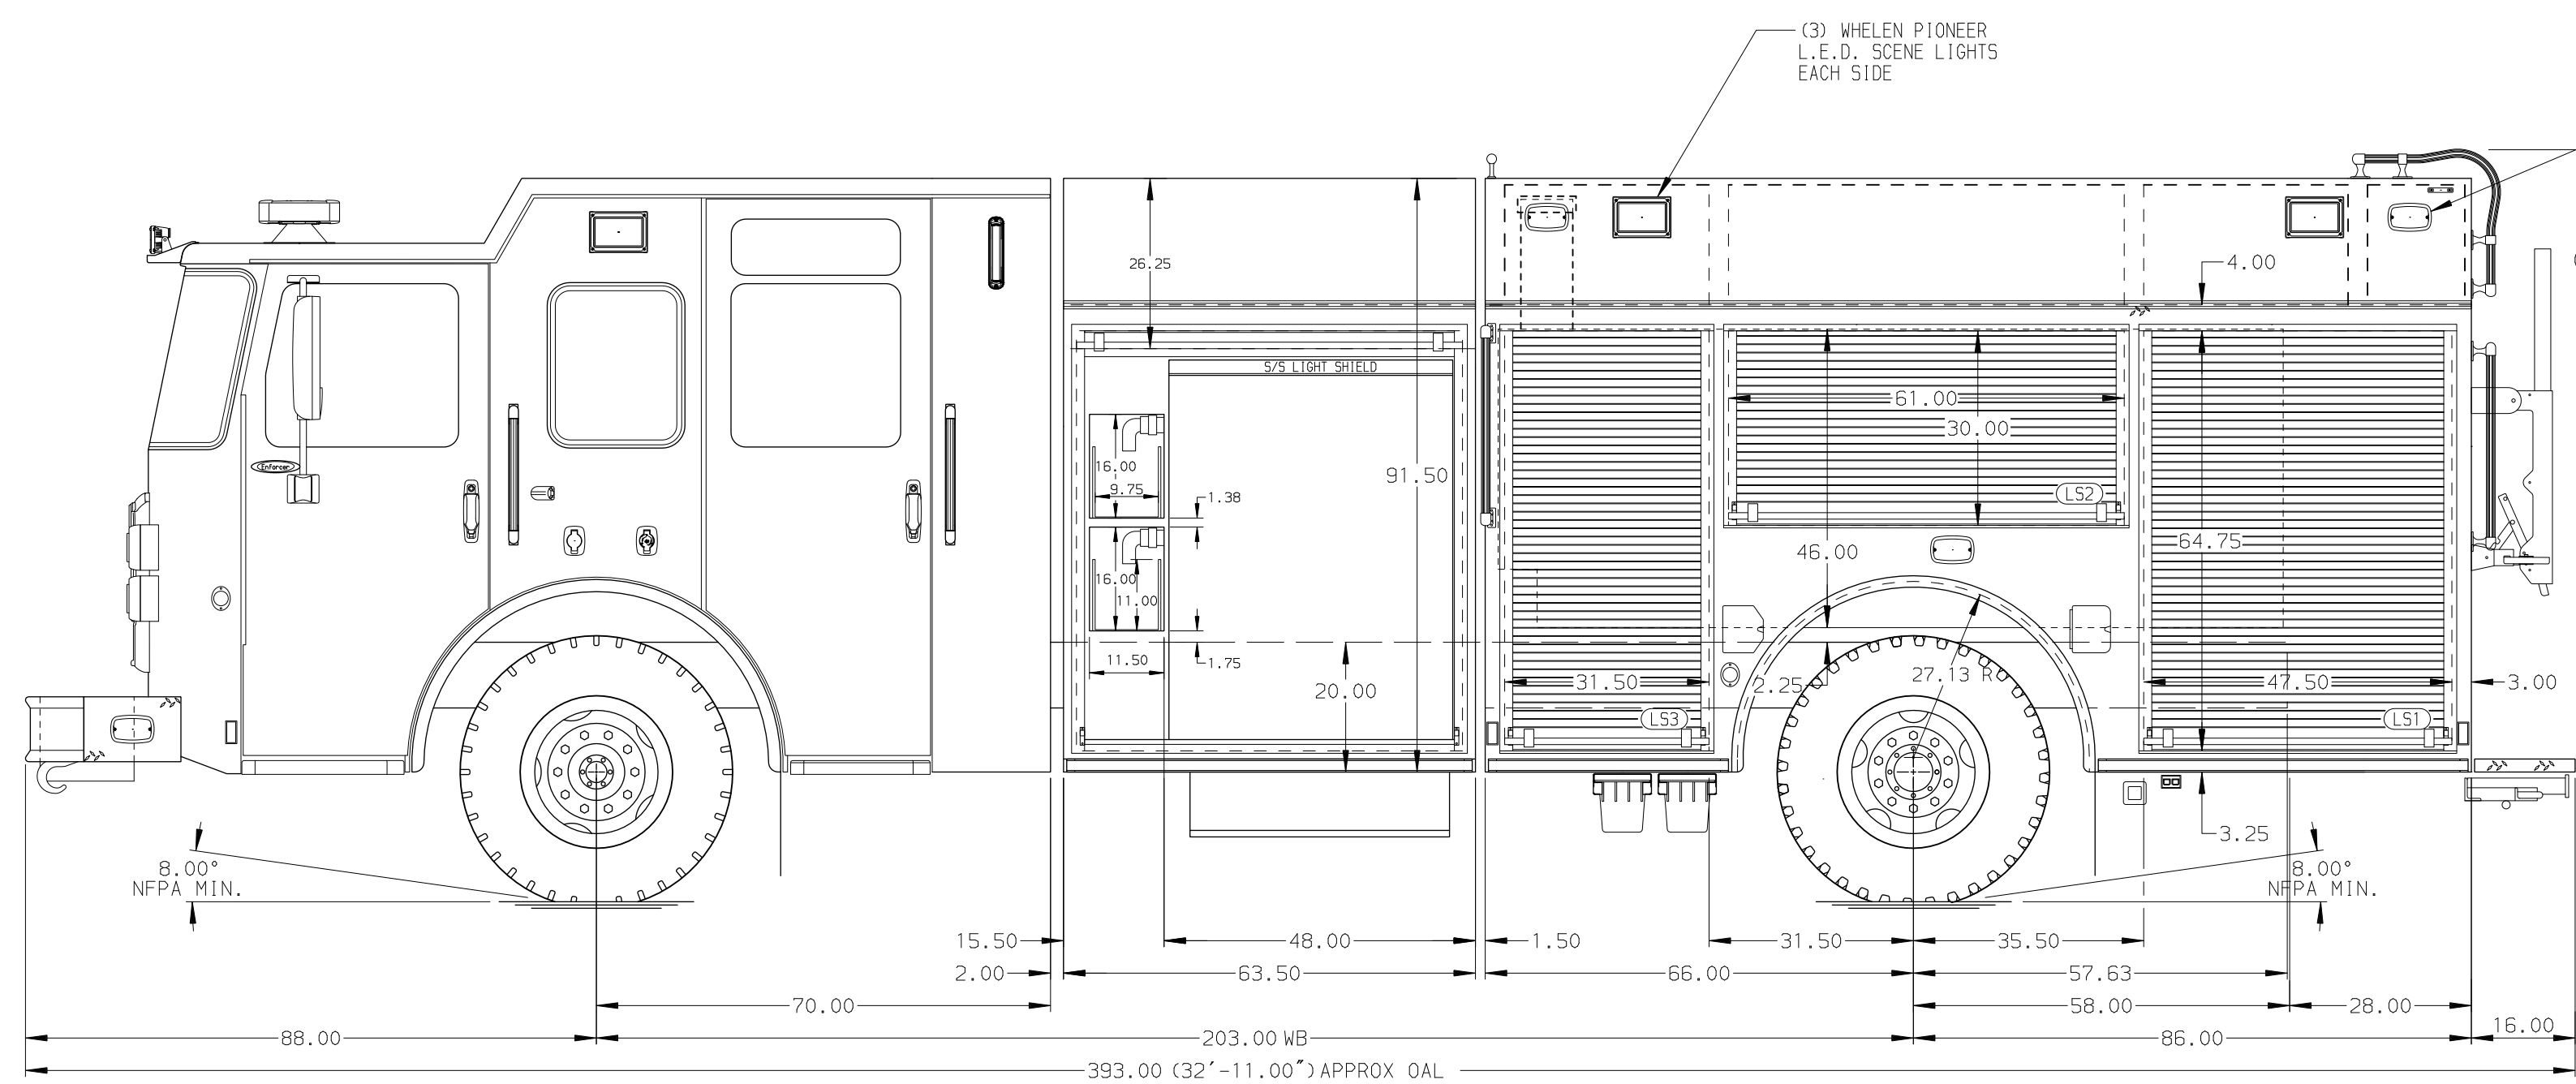 (3) WHELEN PIONEER
L.E.D. SCENE LIGHTS
EACH SIDE
4.00
26.25
S/S LIGHT SHIELD
61.00
30.00
Enforcer
16.00
91.50
9.75
1.38
LS2
46.00
64.75
16.00
11.00
11.50
1.75
20.00
31.50
2.25
27.13 R
47.50
3.00
LS3
LS1
3.25
8.00°
NFPA MIN.
8.00°
NFPA MIN.
15.50
48.00
1.50
31.50
35.50
2.00
63.50
66.00
57.63
70.00
58.00
28.00
88.00
203.00 WB
86.00
16.00
393.00 (32'-11.00") APPROX OAL